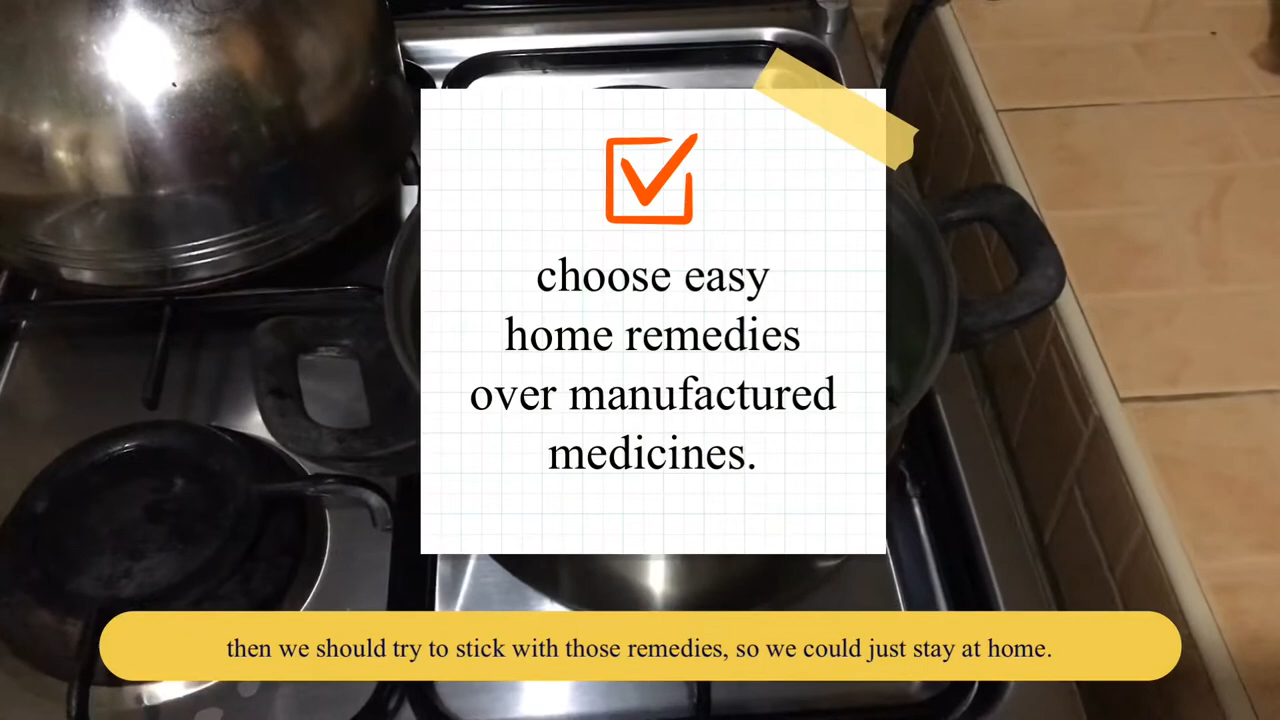 choose easy
home remedies
over manufactured
medicines.
then we should try to stick with those remedies, so we could just stay at home.